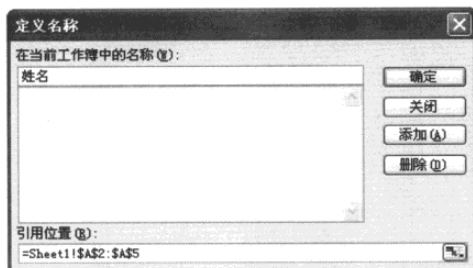 定义名称
在当前工作簿中的名称(W):
姓名
确定
关闭
添加(A)
删除(D)
引用位置(R):
=Sheet1!$A$2:$A$5